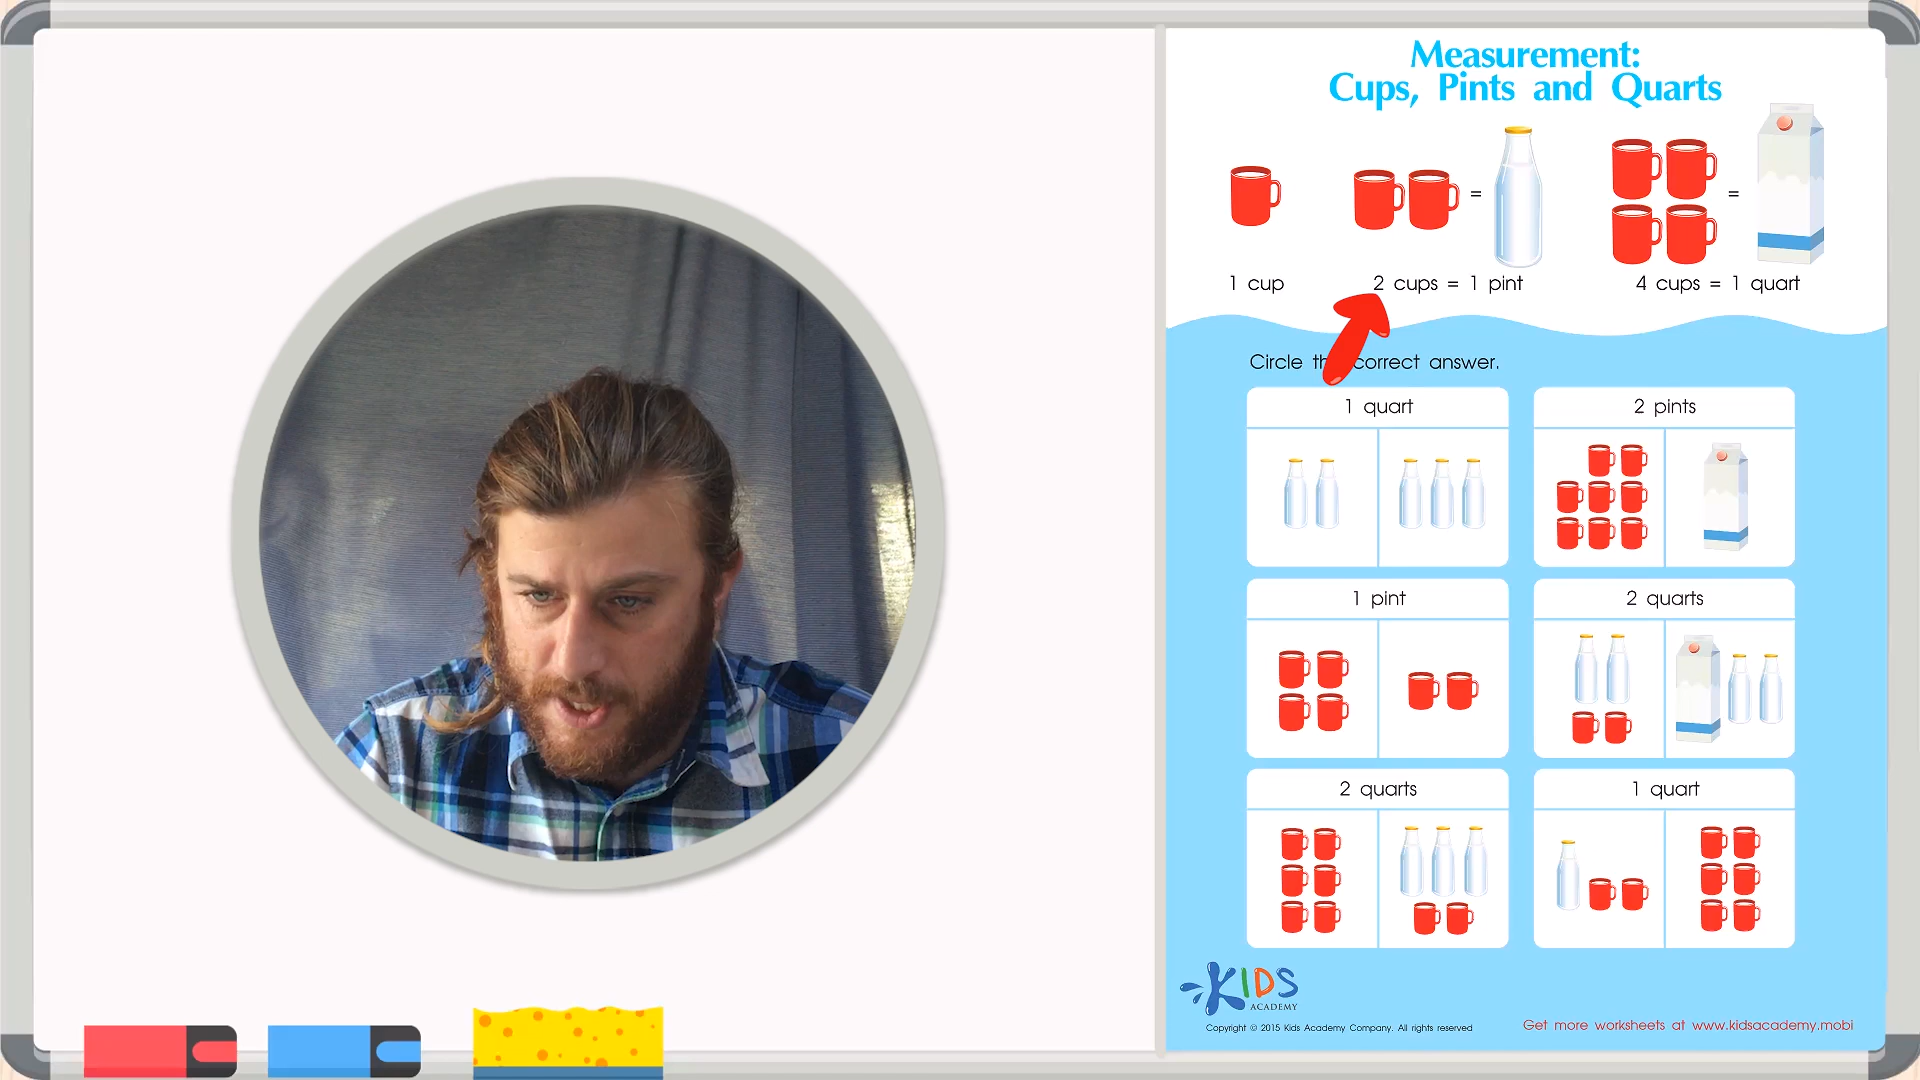 Measurement:
Cups, Pints and Quarts
=
=
1 cup
2 cups = 1 pint
4 cups = 1 quart
Circle correct answer.
1 quart
2 pints
1 pint
2 quarts
2 quarts
1 quart
KIDS
ACADEMY
Copyright © 2015 Kids Academy Company. All rights reserved
Get more worksheets at www.kidsacademy.mobi